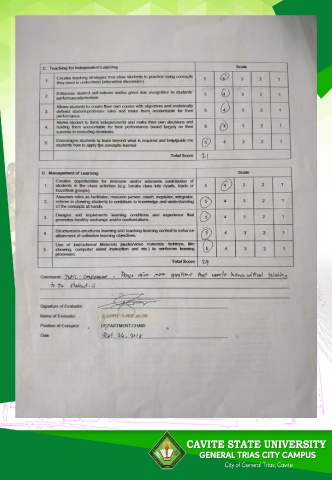 C. Teaching for Independent Learning Scale
1. Creates teaching strategies that allow students to practice using concepts 5 4 3 2 1
they need to understand (interactive discussion).
2. Enhances student self-esteem and/or gives due recognition to students' 5 4 3 2 1
performance/potentials.
3. Allows students to create their own course with objectives and realistically 5 4 3 2 1
defined student-professor rules and make them accountable for their
performance.
4. Allows student to think independently and make their own decisions and 5 4 3 2 1
holding them accountable for their performance based largely on their
success in executing decisions.
5. Encourages students to learn beyond what is required and help/guide the 5 4 3 2 1
students how to apply the concepts learned.
Total Score 21
D. Management of Learning Scale
1. Creates opportunities for intensive and/or extensive contribution of 5 4 3 2 1
students in the class activities (e.g. breaks class into dyads, triads or
buzz/task groups).
2. Assumes roles as facilitator, resource person, coach, inquisitor, integrator, 5 4 3 2 1
referee in drawing students to contribute to knowledge and understanding
of the concepts at hands.
3. Designs and implements learning conditions and experience that 5 4 3 2 1
promotes healthy exchange and/or confrontations.
4. Structures/re-structures learning and teaching-learning context to enhance 5 4 3 2 1
attainment of collective learning objectives.
5. Use of Instructional Materials (audio/video materials: fieldtrips, film 5 4 3 2 1
showing, computer aided instruction and etc.) to reinforces learning
processes.
Total Score 24
Comments: more questions that would critical thinking
to the students
Signature of Evaluator :
Name of Evaluator :
Position of Evaluator : DEPARTMENT CHAIR
Date : Sept 26, 2018
CAVITE STATE UNIVERSITY
GENERAL TRIAS CITY CAMPUS
City of General Trias, Cavite